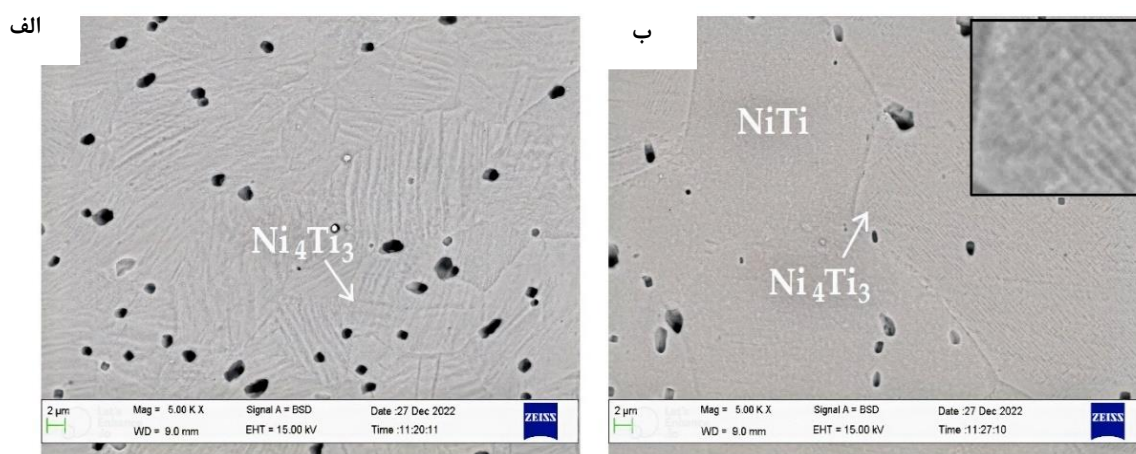 الف
Ni₄Ti₃
2 μm
Mag = 5.00 K X
Signal A = BSD
Date :27 Dec 2022
WD = 9.0 mm
EHT = 15.00 kV
Time :11:20:11
ZEISS
ب
NiTi
Ni₄Ti₃
2 μm
Mag = 5.00 K X
Signal A = BSD
Date :27 Dec 2022
WD = 9.0 mm
EHT = 15.00 kV
Time :11:27:10
ZEISS